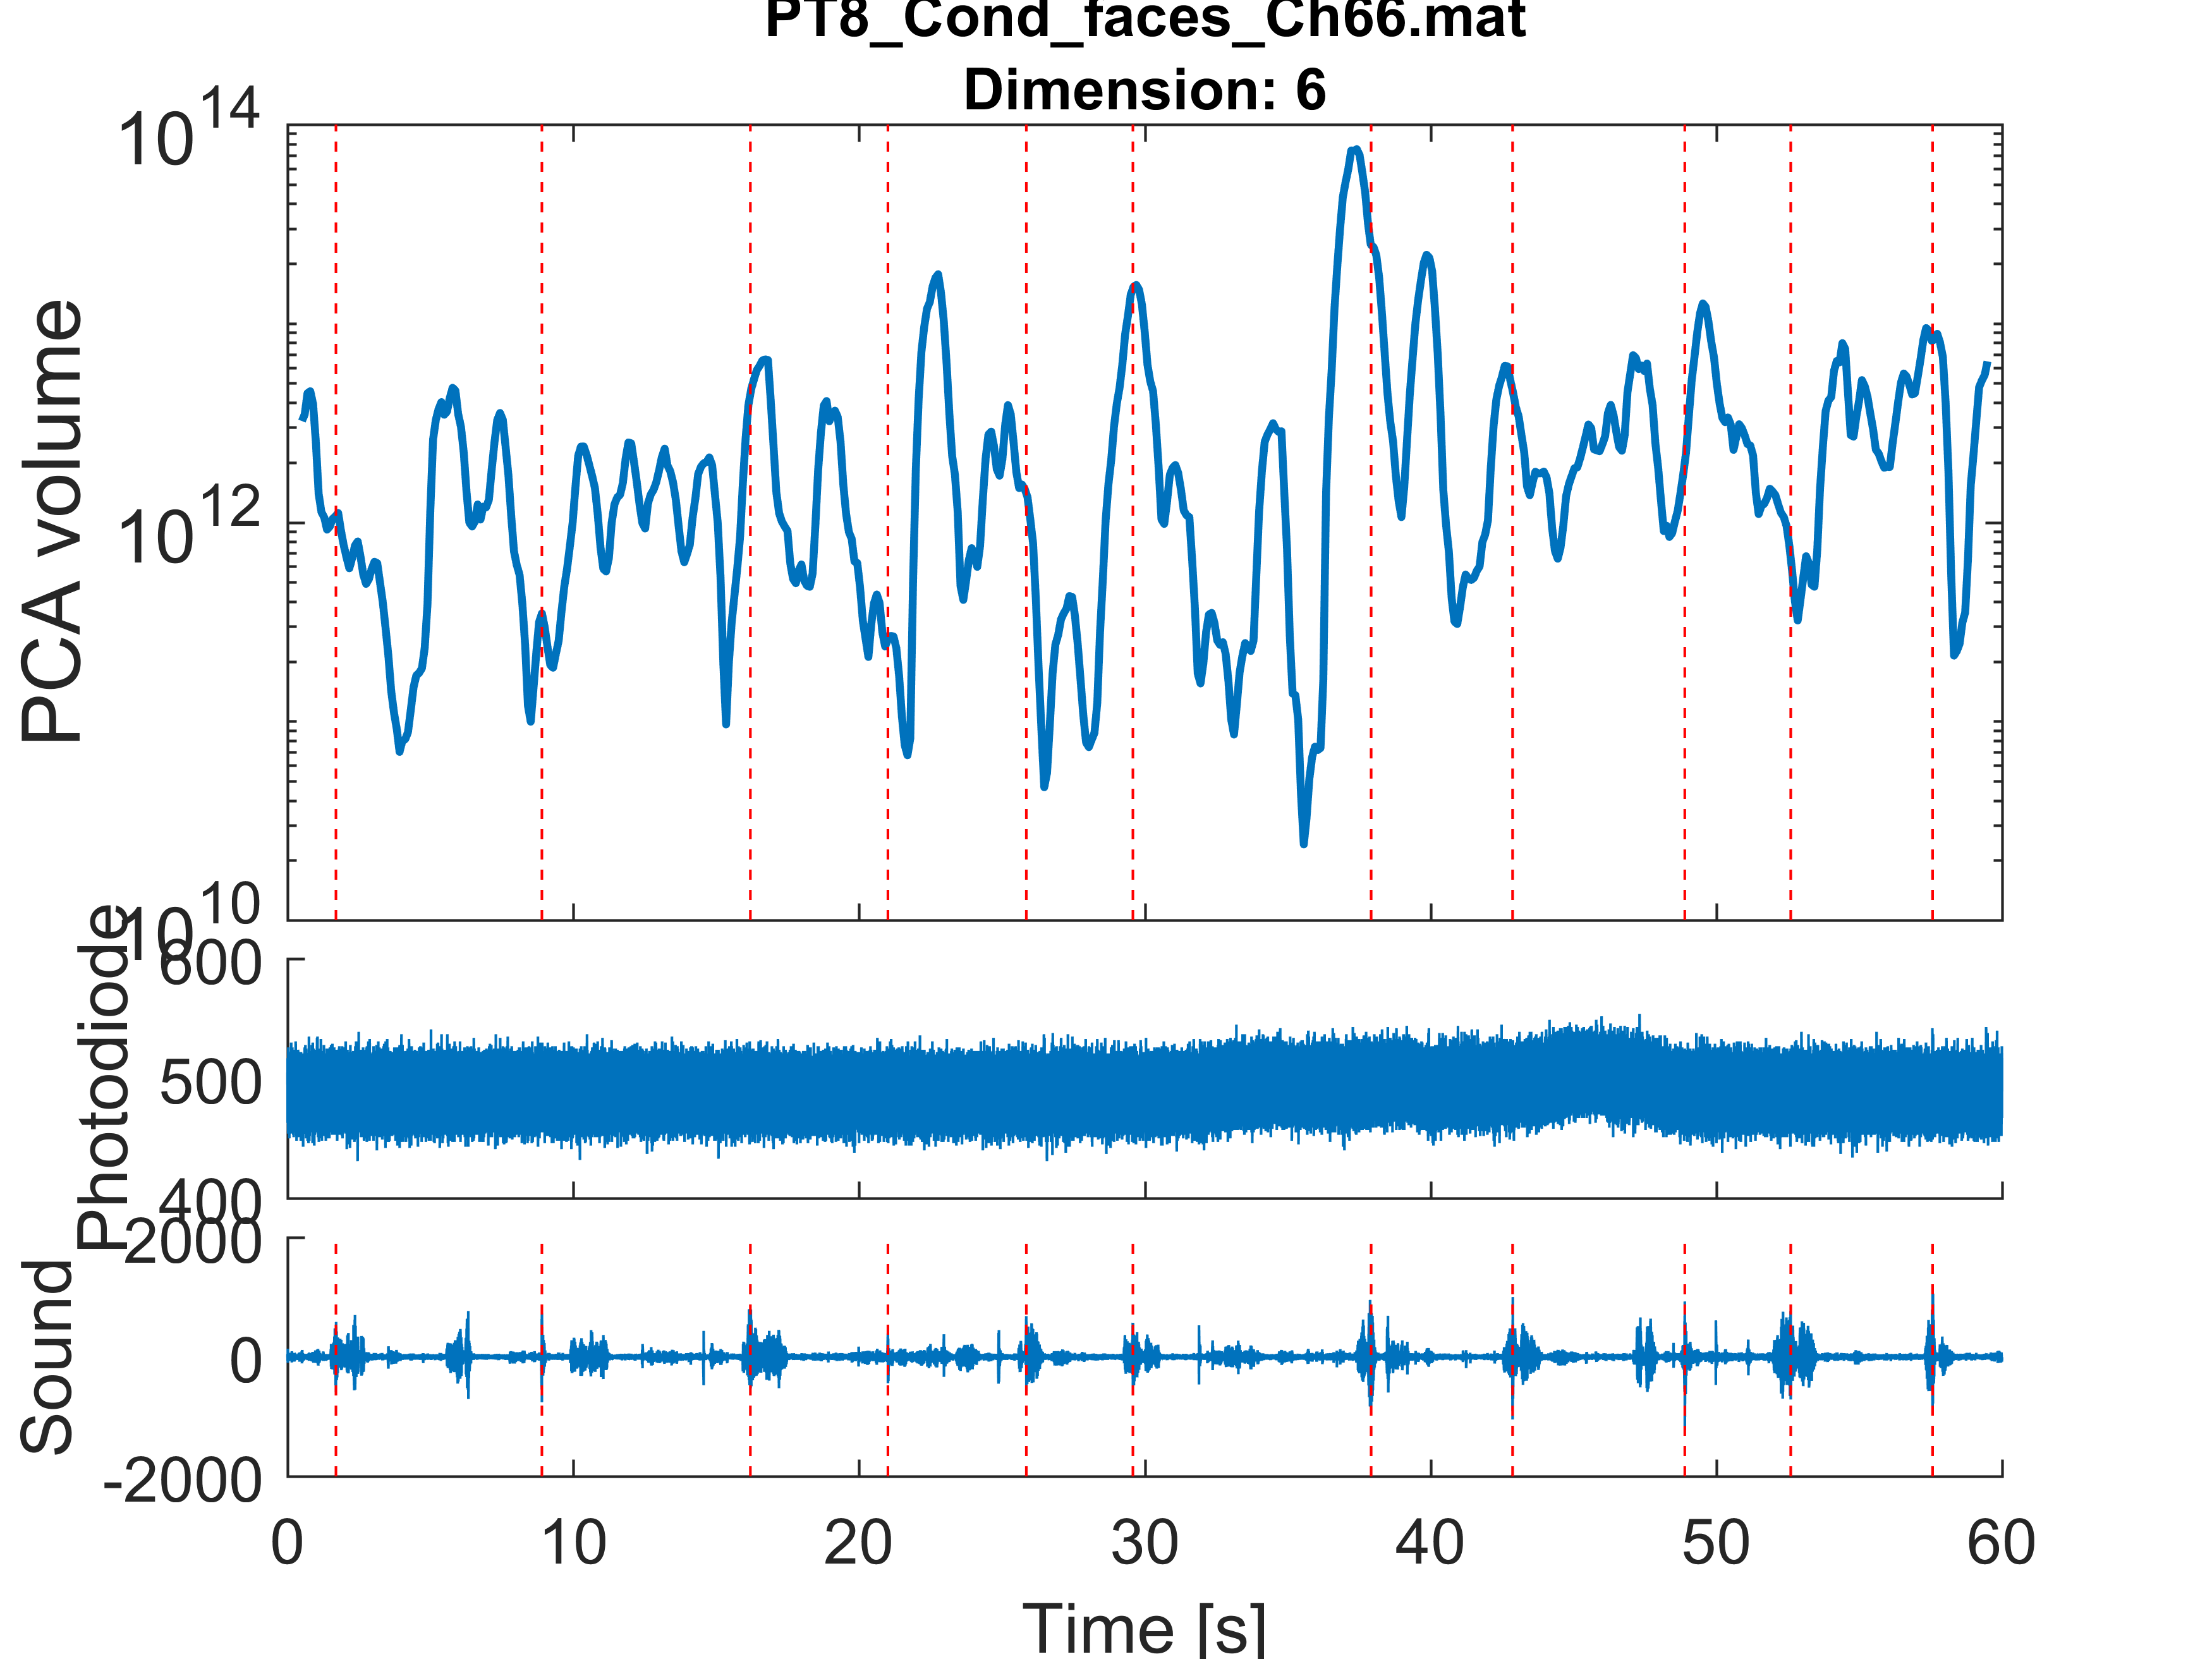 PT8_Cond_faces_Ch66.mat
Dimension: 6
10^14
10^12
10^10
PCA volume
600
500
400
Photodiode
2000
0
-2000
Sound
0 10 20 30 40 50 60
Time [s]